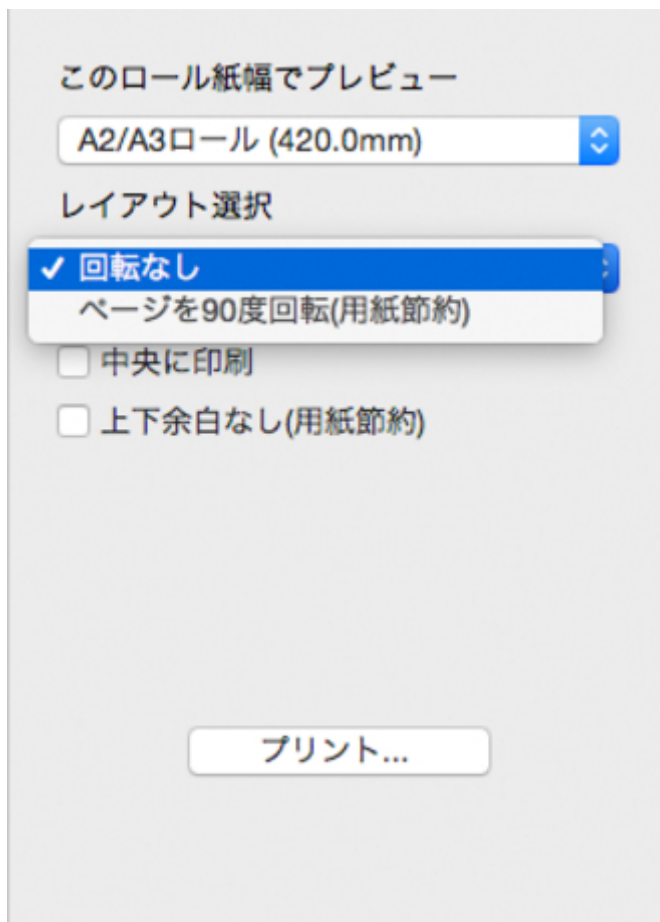 このロール紙幅でプレビュー
A2/A3ロール (420.0mm)
レイアウト選択
✓ 回転なし
ページを90度回転(用紙節約)
中央に印刷
上下余白なし(用紙節約)
プリント...